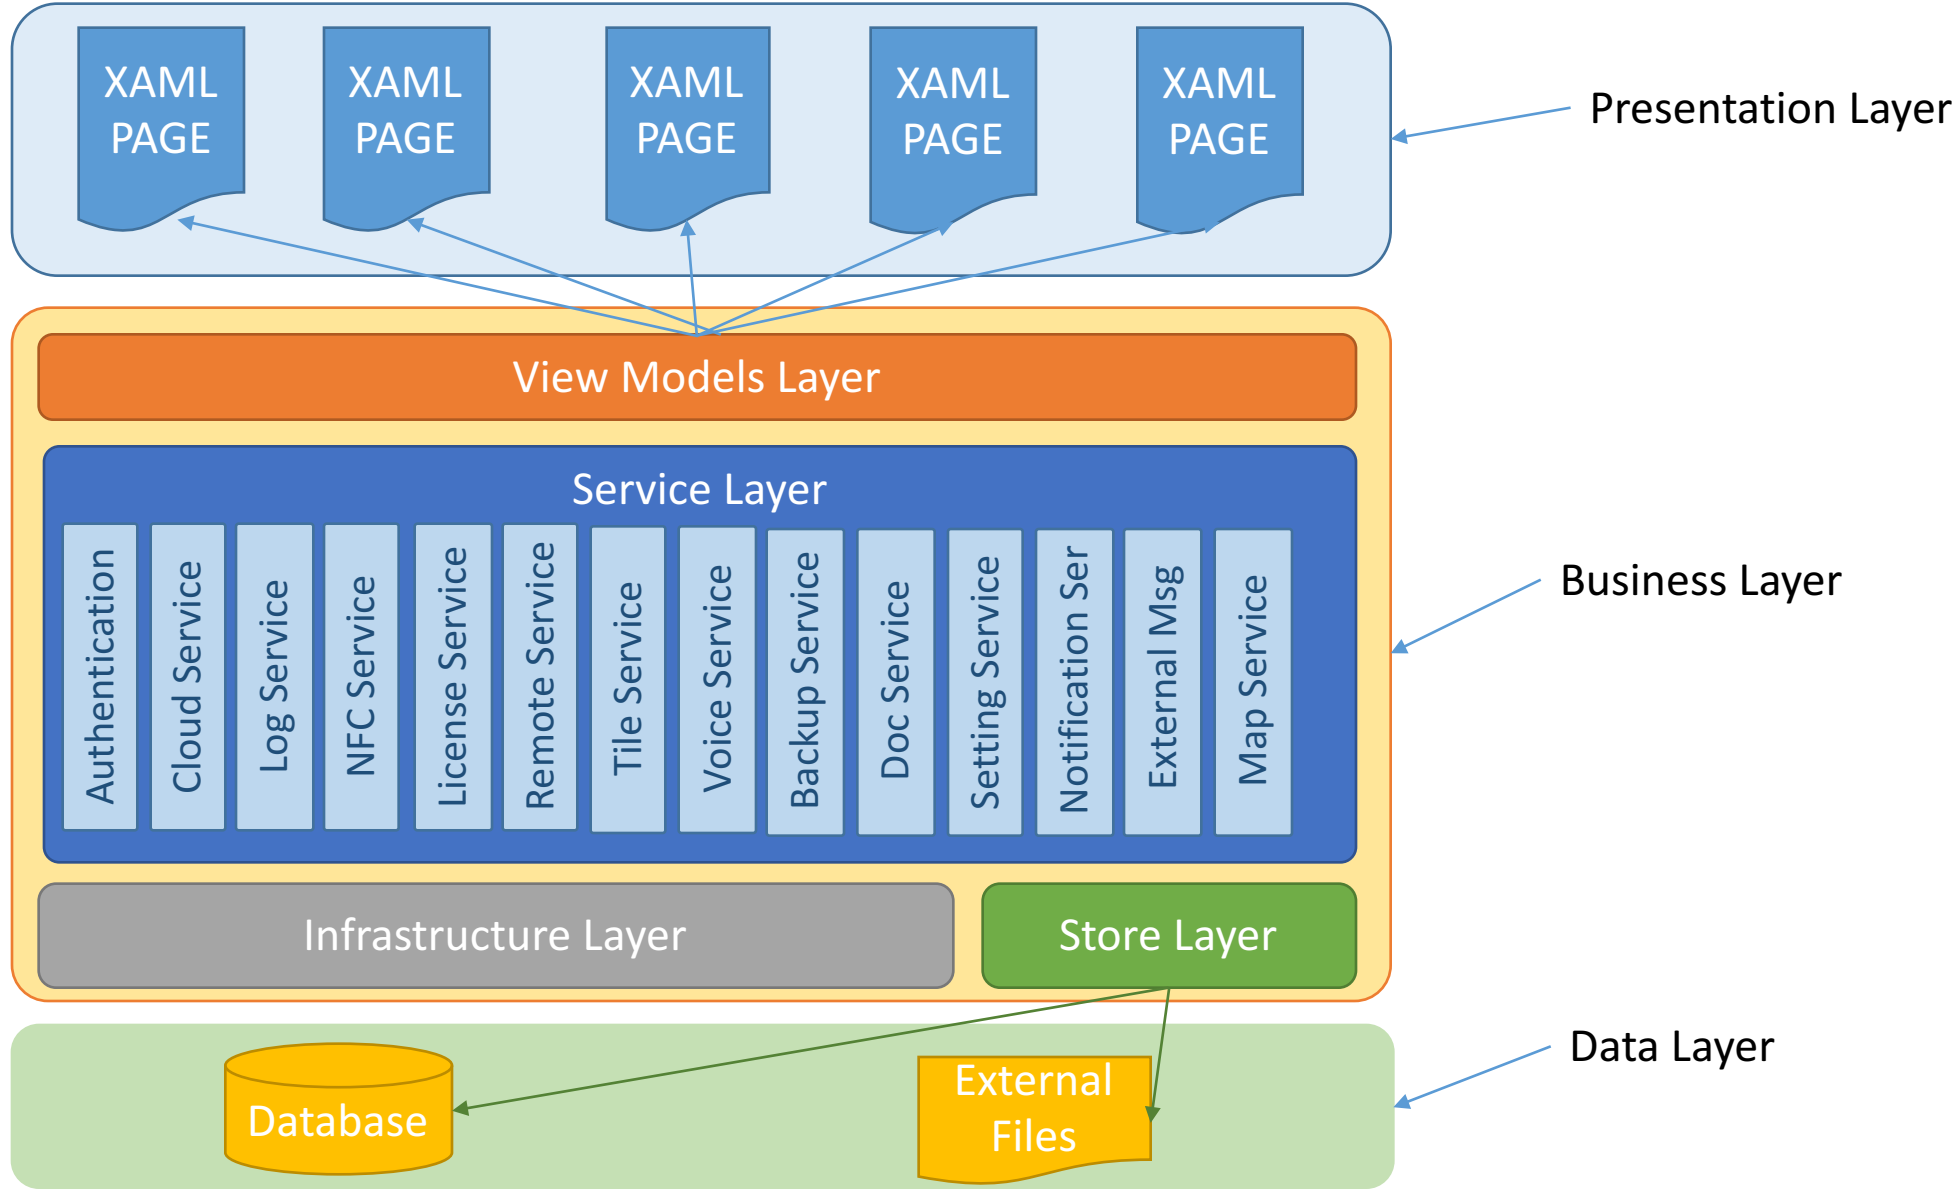 XAML
PAGE
XAML
PAGE
XAML
PAGE
XAML
PAGE
XAML
PAGE
Presentation Layer
View Models Layer
Service Layer
Authentication
Cloud Service
Log Service
NFC Service
License Service
Remote Service
Tile Service
Voice Service
Backup Service
Doc Service
Setting Service
Notification Ser
External Msg
Map Service
Business Layer
Infrastructure Layer
Store Layer
Database
External
Files
Data Layer